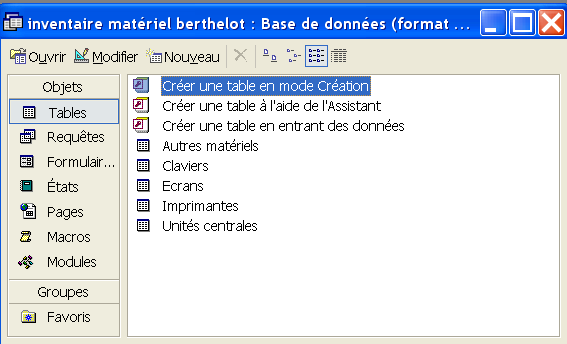 inventaire matériel berthelot : Base de données (format ...
Ouvrir Modifier Nouveau
Objets
Tables
Requêtes
Formulair...
États
Pages
Macros
Modules
Groupes
Favoris
Créer une table en mode Création
Créer une table à l'aide de l'Assistant
Créer une table en entrant des données
Autres matériels
Claviers
Ecrans
Imprimantes
Unités centrales